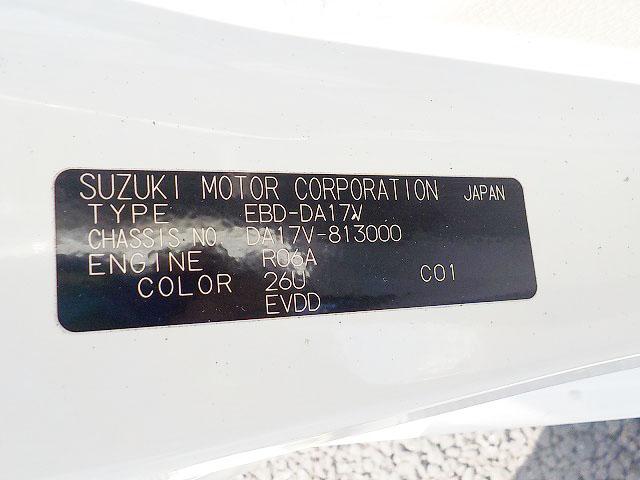 SUZUKI MOTOR CORPORATION JAPAN
TYPE EBD-DA17V
CHASSIS NO. DA17V-813000
ENGINE R06A
COLOR 26U C01
EVDD